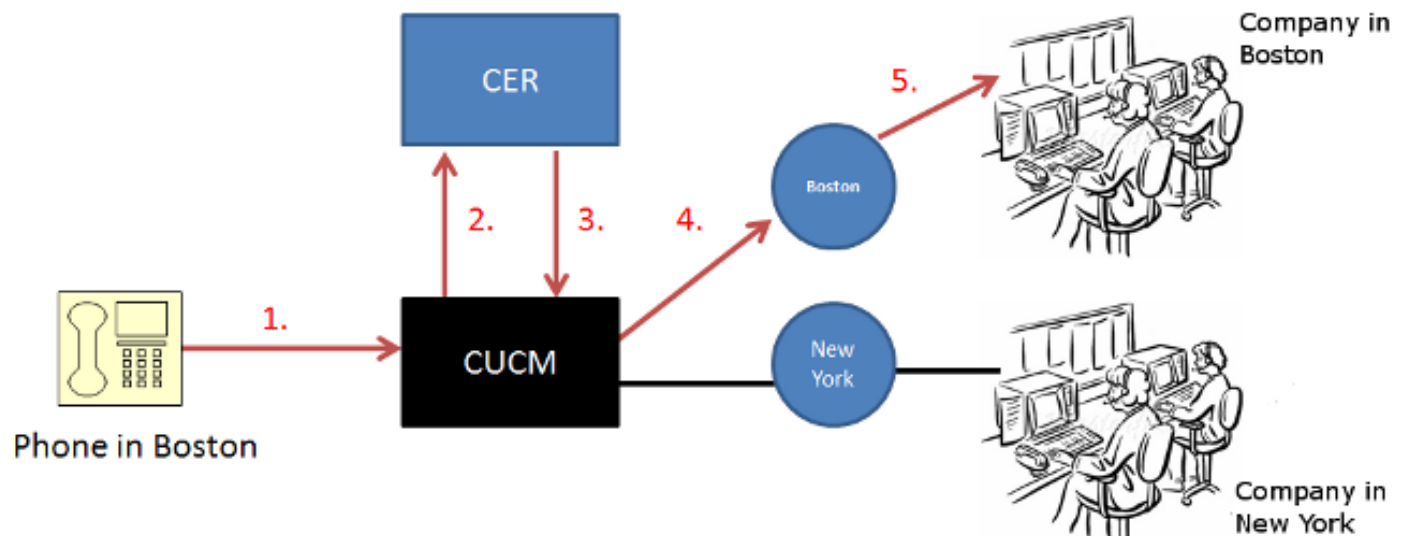 Company in
Boston
CER
5.
Boston
2.
3.
4.
1.
CUCM
New
York
Phone in Boston
Company in
New York